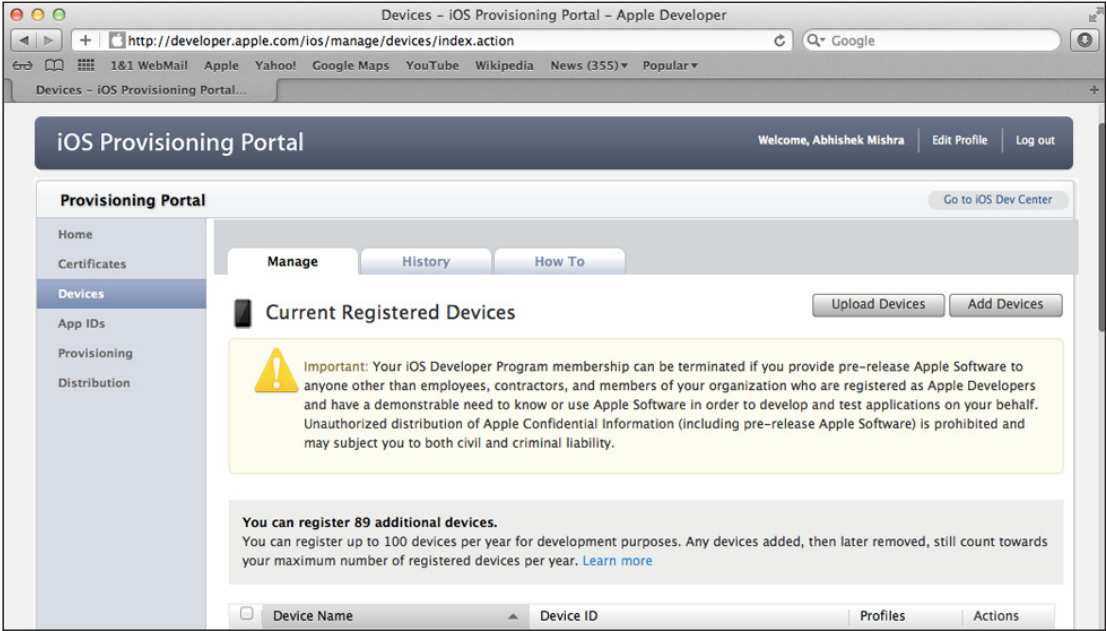 Devices – iOS Provisioning Portal – Apple Developer
http://developer.apple.com/ios/manage/devices/index.action
Google
1&1 WebMail Apple Yahoo! Google Maps YouTube Wikipedia News (355)▾ Popular▾
Devices – iOS Provisioning Portal...
iOS Provisioning Portal
Welcome, Abhishek Mishra
Edit Profile
Log out
Provisioning Portal
Go to iOS Dev Center
Home
Certificates
Devices
App IDs
Provisioning
Distribution
Manage
History
How To
Current Registered Devices
Upload Devices
Add Devices
Important: Your iOS Developer Program membership can be terminated if you provide pre-release Apple Software to
anyone other than employees, contractors, and members of your organization who are registered as Apple Developers
and have a demonstrable need to know or use Apple Software in order to develop and test applications on your behalf.
Unauthorized distribution of Apple Confidential Information (including pre-release Apple Software) is prohibited and
may subject you to both civil and criminal liability.
You can register 89 additional devices.
You can register up to 100 devices per year for development purposes. Any devices added, then later removed, still count towards
your maximum number of registered devices per year. Learn more
Device Name
Device ID
Profiles
Actions